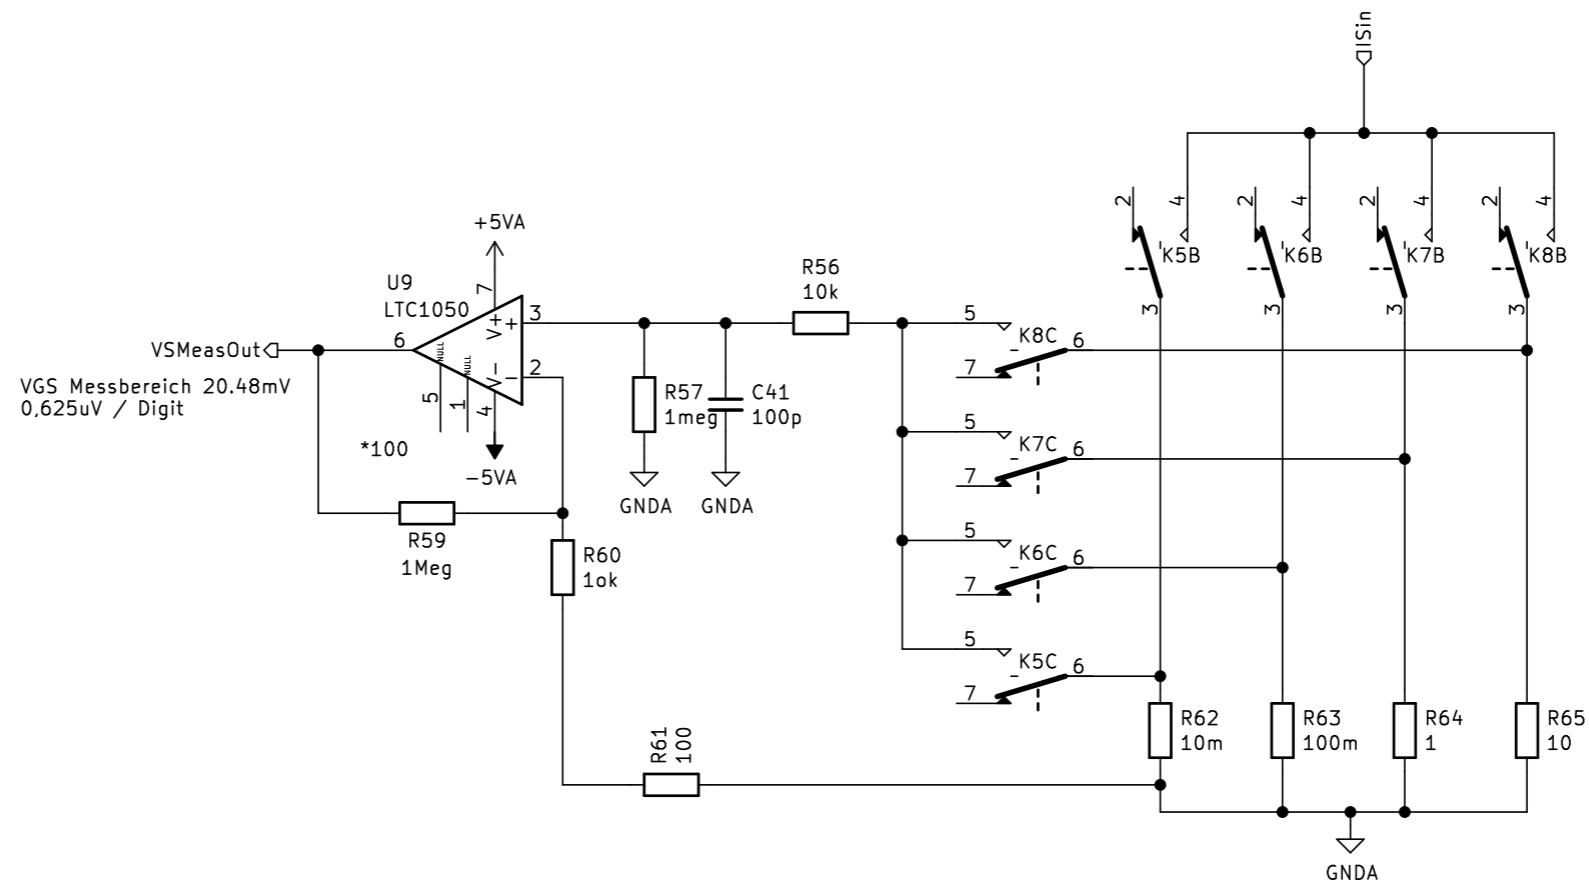 ISin
2
4
2
4
2
4
2
4
'K5B
'K6B
'K7B
'K8B
3
3
3
3
+5VA
U9
LTC1050
7
V+
+
3
R56
10k
5
K8C
6
7
VSMeasOut
6
NULL
NULL
V-
-
2
VGS Messbereich 20.48mV
0,625uV / Digit
5
1
4
R57
1meg
C41
100p
5
K7C
6
7
*100
-5VA
GNDA
GNDA
R59
1Meg
R60
1ok
5
K6C
6
7
5
K5C
6
7
R61
100
R62
10m
R63
100m
R64
1
R65
10
GNDA